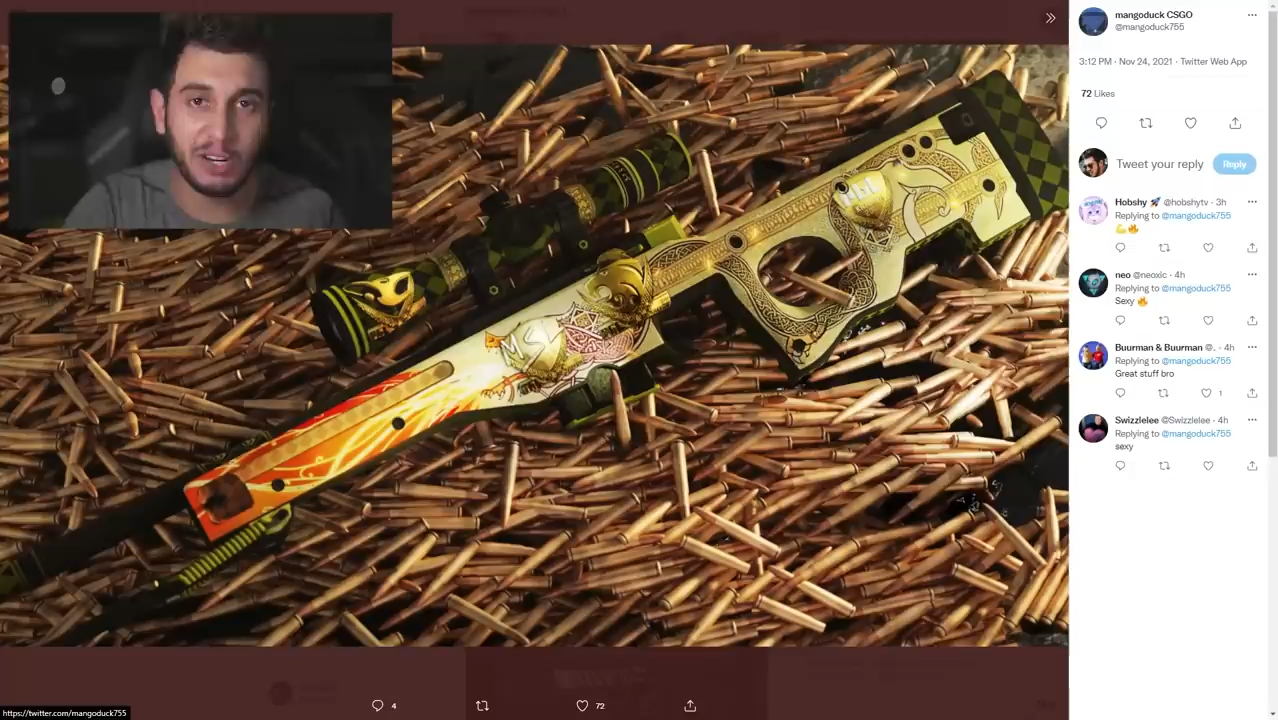 mangoduck CSGO
@mangoduck755
3:12 PM · Nov 24, 2021 · Twitter Web App
72 Likes
Tweet your reply
Reply
Hobshy 🚀 @hobshytv · 3h
Replying to @mangoduck755
💪🔥
neo @neoxic · 4h
Replying to @mangoduck755
Sexy 🔥
Buurman & Buurman @. · 4h
Replying to @mangoduck755
Great stuff bro
1
Swizzlelee @Swizzlelee · 4h
Replying to @mangoduck755
sexy
4
72
https://twitter.com/mangoduck755